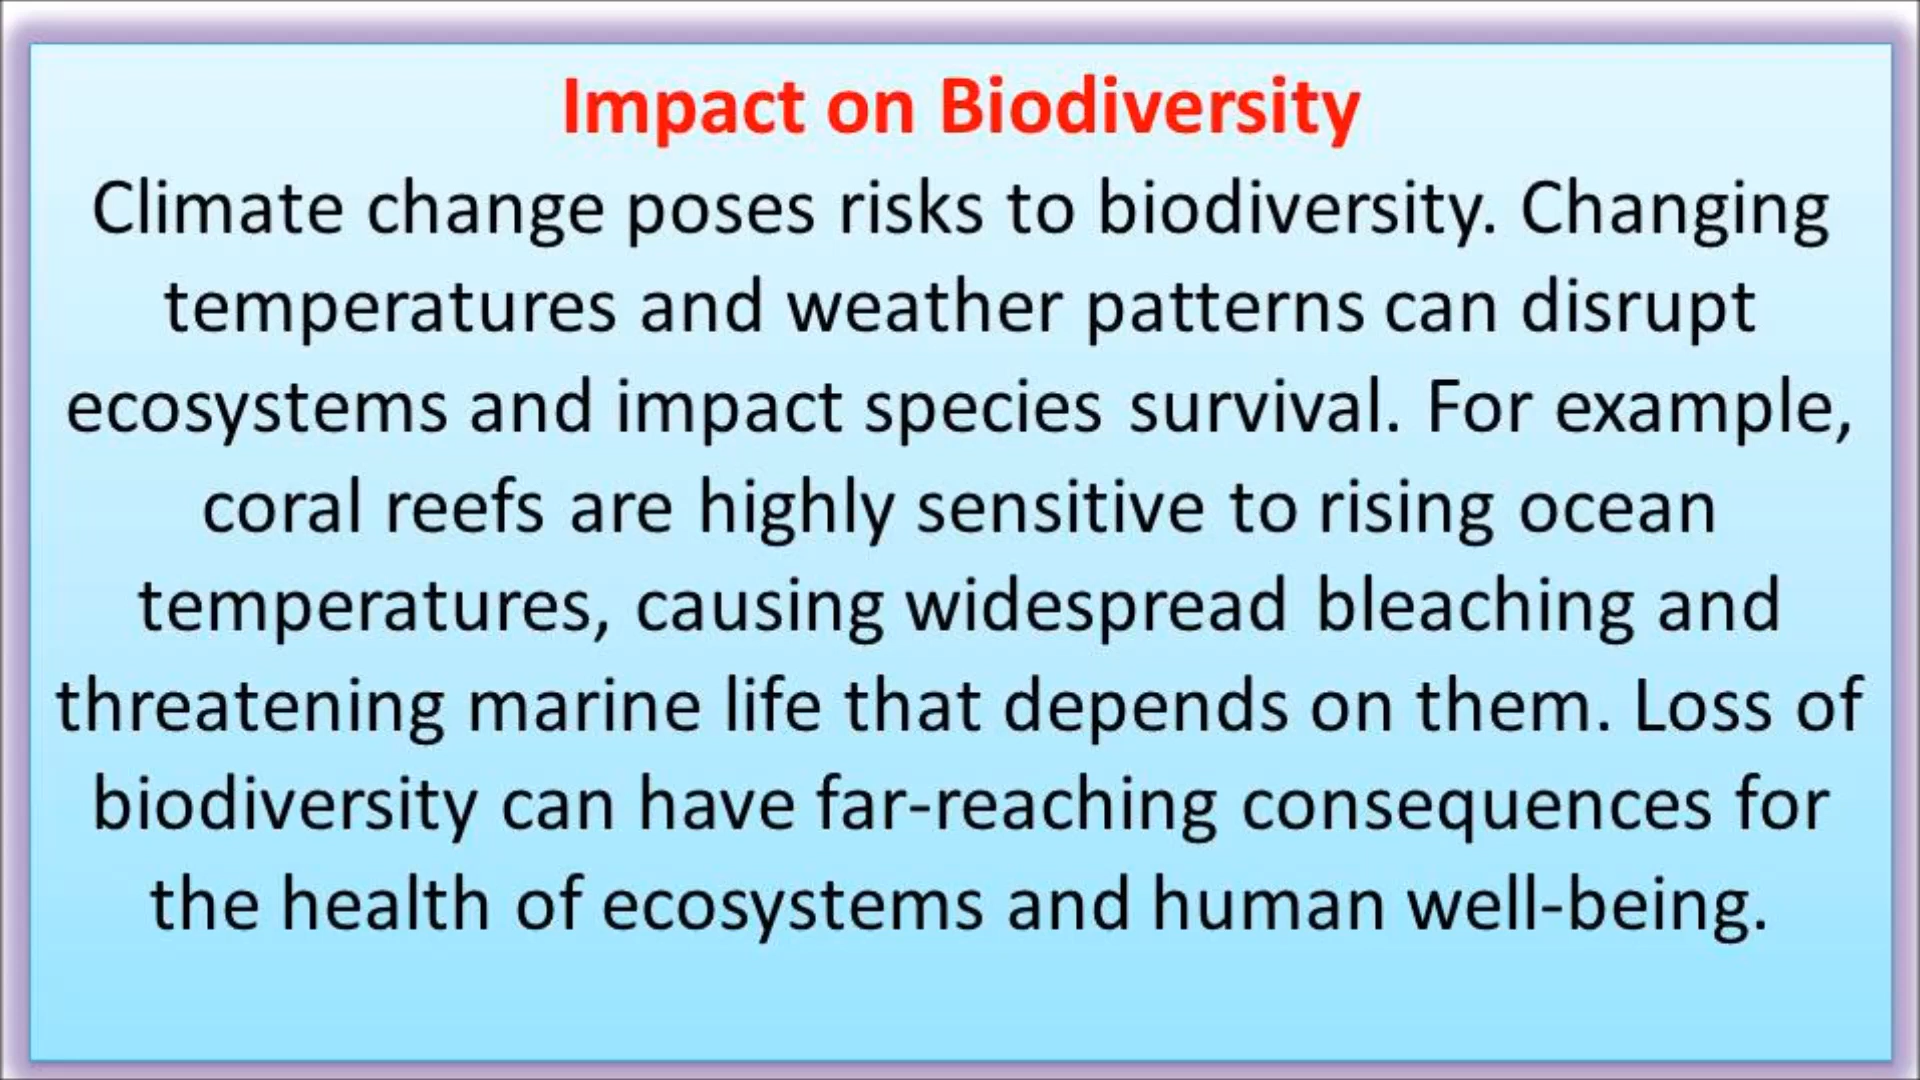 Impact on Biodiversity
Climate change poses risks to biodiversity. Changing
temperatures and weather patterns can disrupt
ecosystems and impact species survival. For example,
coral reefs are highly sensitive to rising ocean
temperatures, causing widespread bleaching and
threatening marine life that depends on them. Loss of
biodiversity can have far-reaching consequences for
the health of ecosystems and human well-being.